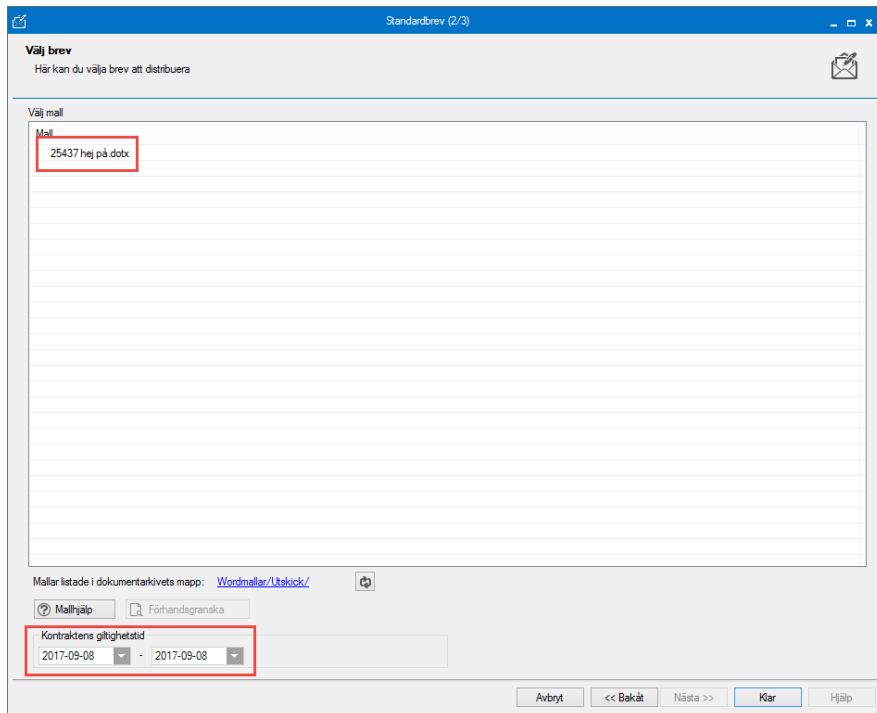 Standardbrev (2/3)
Välj brev
Här kan du välja brev att distribuera
Välj mall
Mall
25437 hej på.dotx
Mallar listade i dokumentarkivets mapp: Wordmallar/Utskick/
Mallhjälp Förhandsgranska
Kontraktens giltighetstid
2017-09-08 - 2017-09-08
Avbryt << Bakåt Nästa >> Klar Hjälp